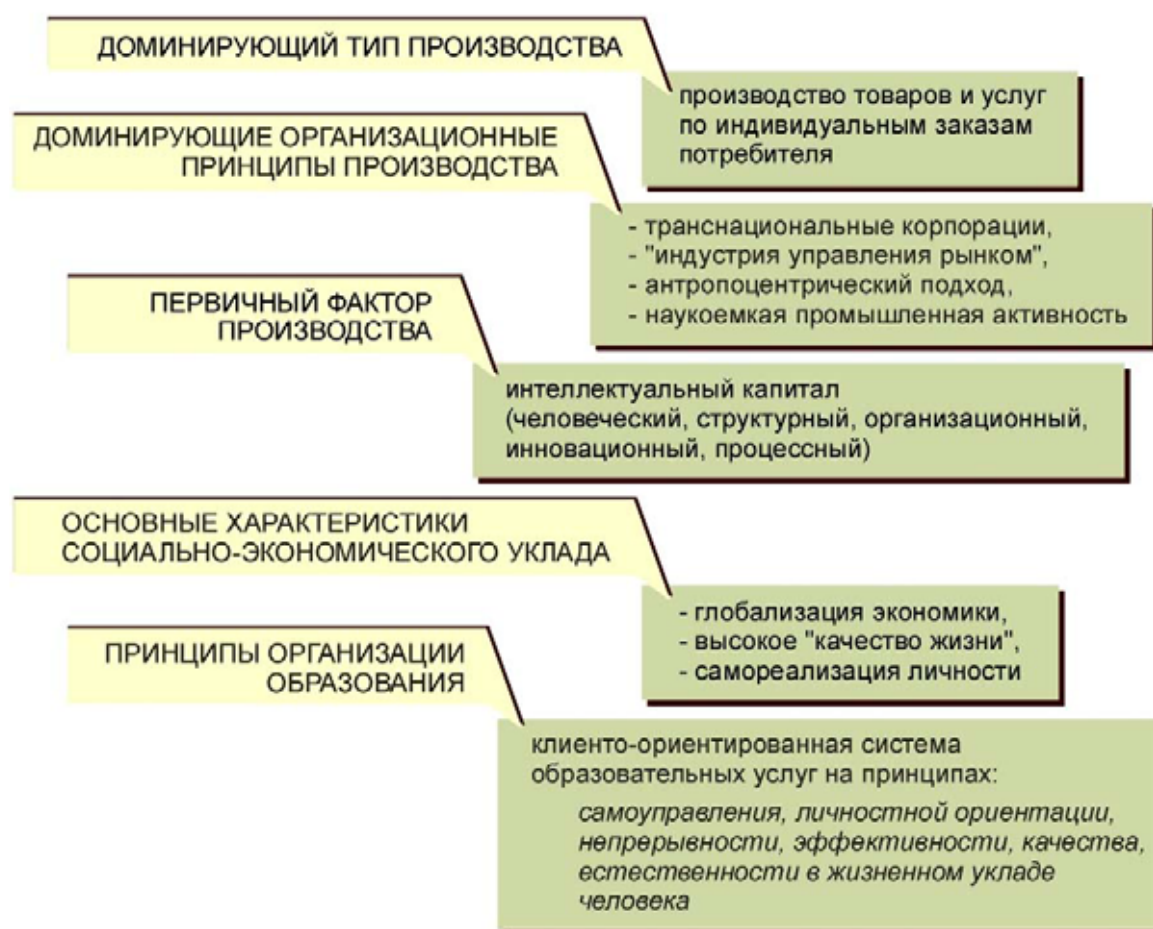 ДОМИНИРУЮЩИЙ ТИП ПРОИЗВОДСТВА
производство товаров и услуг
по индивидуальным заказам
потребителя
ДОМИНИРУЮЩИЕ ОРГАНИЗАЦИОННЫЕ
ПРИНЦИПЫ ПРОИЗВОДСТВА
- транснациональные корпорации,
- "индустрия управления рынком",
- антропоцентрический подход,
- наукоемкая промышленная активность
ПЕРВИЧНЫЙ ФАКТОР
ПРОИЗВОДСТВА
интеллектуальный капитал
(человеческий, структурный, организационный,
инновационный, процессный)
ОСНОВНЫЕ ХАРАКТЕРИСТИКИ
СОЦИАЛЬНО-ЭКОНОМИЧЕСКОГО УКЛАДА
- глобализация экономики,
- высокое "качество жизни",
- самореализация личности
ПРИНЦИПЫ ОРГАНИЗАЦИИ
ОБРАЗОВАНИЯ
клиенто-ориентированная система
образовательных услуг на принципах:
самоуправления, личностной ориентации,
непрерывности, эффективности, качества,
естественности в жизненном укладе
человека